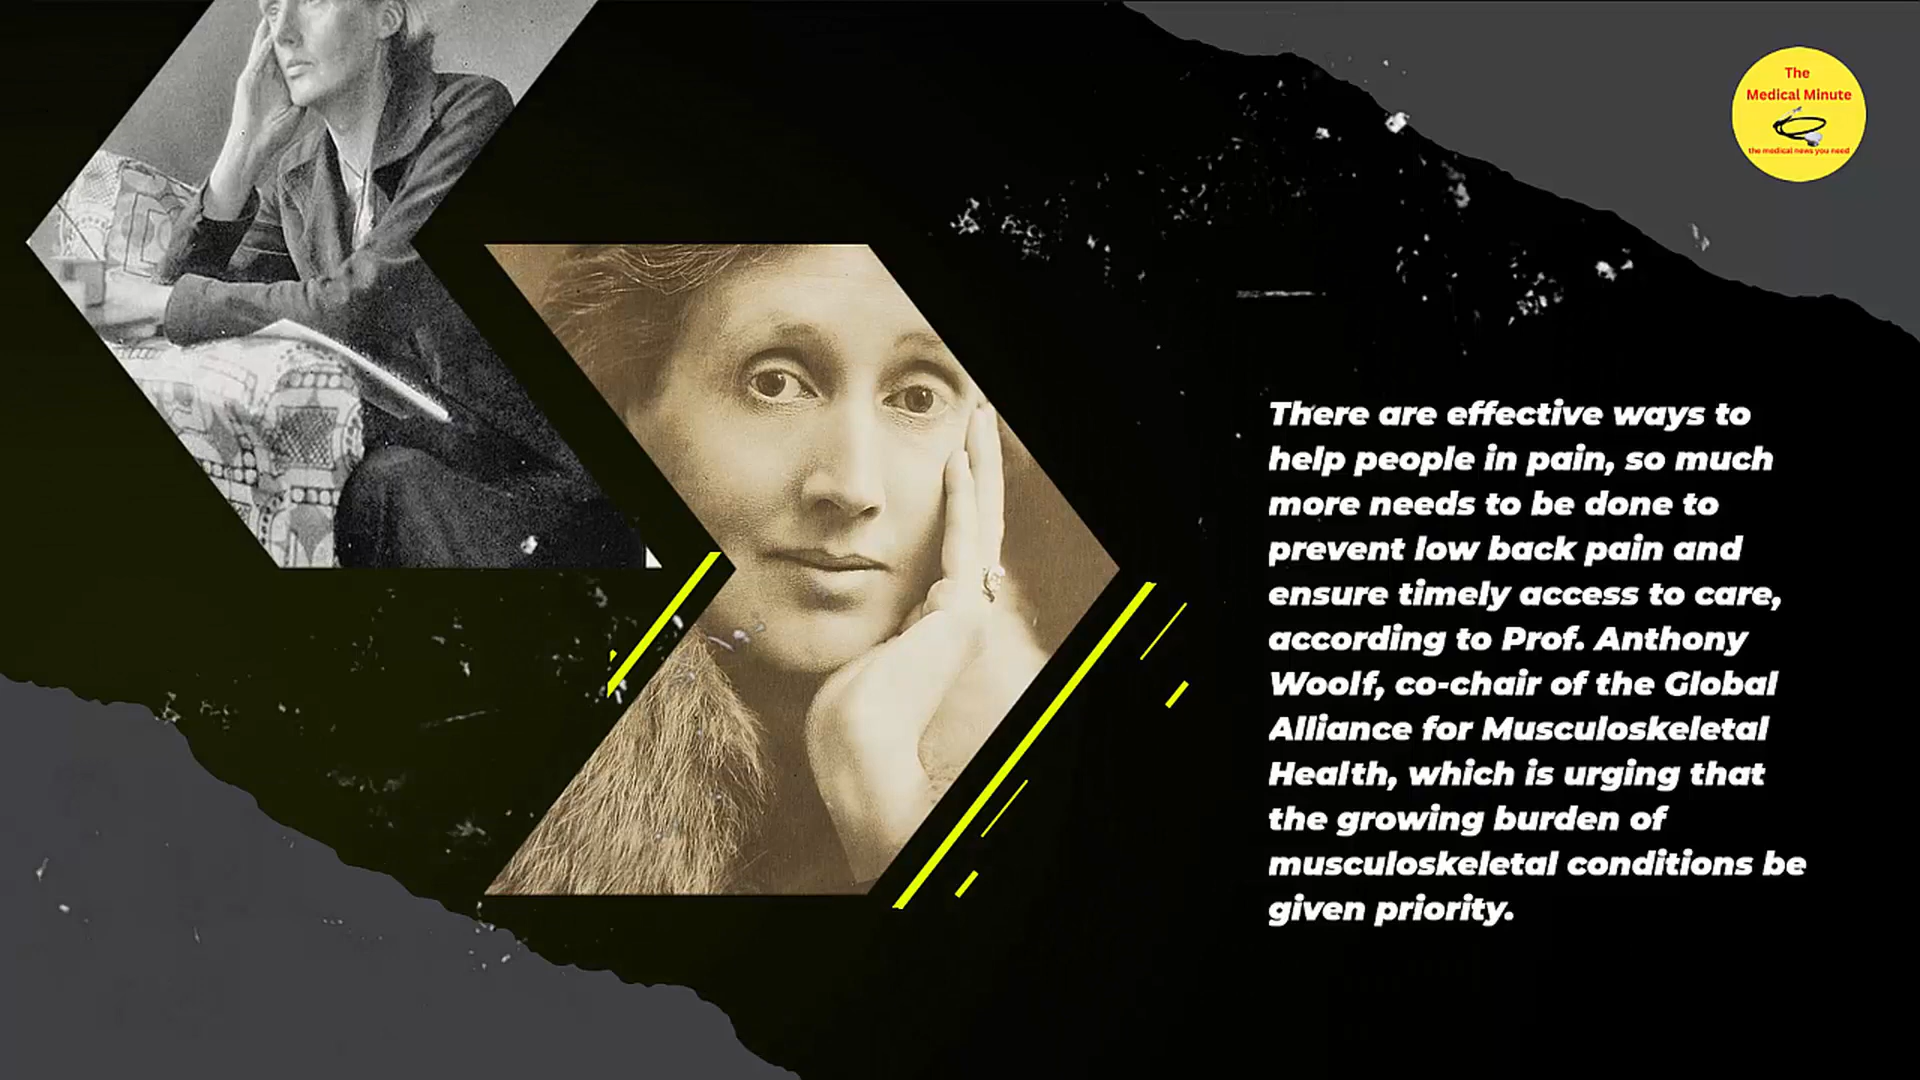 The
Medical Minute
the medical news you need
There are effective ways to
help people in pain, so much
more needs to be done to
prevent low back pain and
ensure timely access to care,
according to Prof. Anthony
Woolf, co-chair of the Global
Alliance for Musculoskeletal
Health, which is urging that
the growing burden of
musculoskeletal conditions be
given priority.